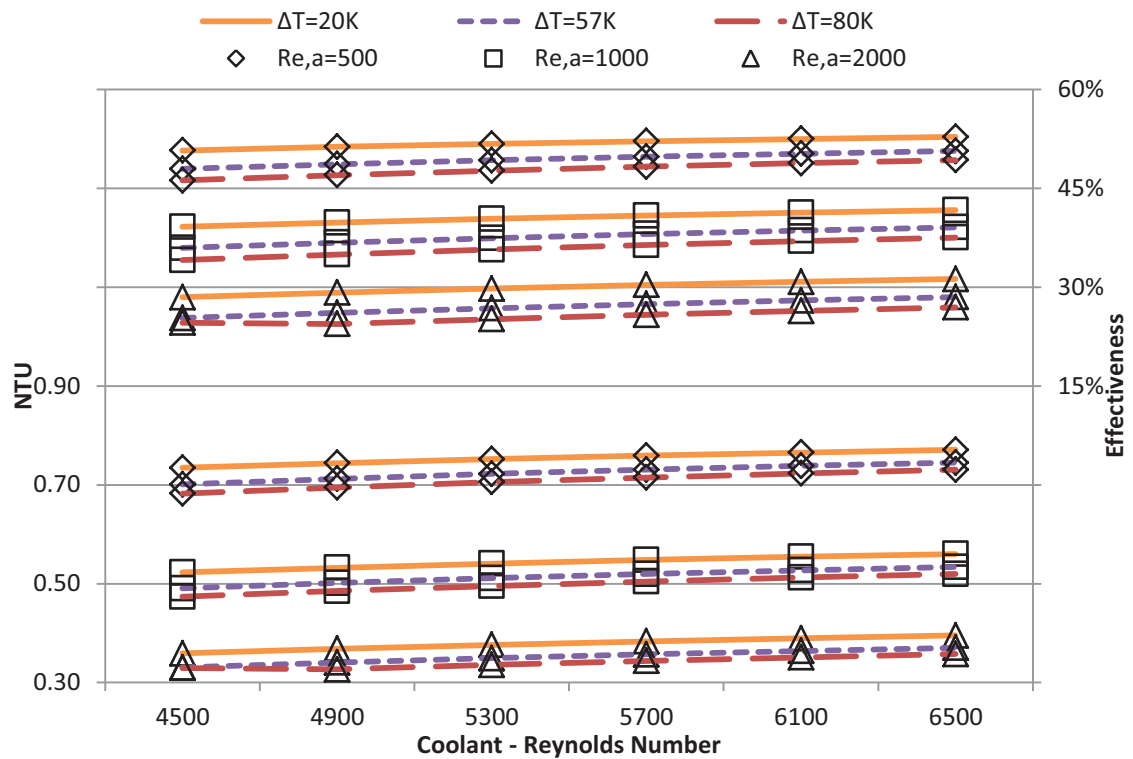 ΔT=20K ΔT=57K ΔT=80K
Re,a=500 Re,a=1000 Re,a=2000
60%
45%
30%
0.90 15%
0.70
0.50
0.30
NTU
Effectiveness
4500 4900 5300 5700 6100 6500
Coolant - Reynolds Number